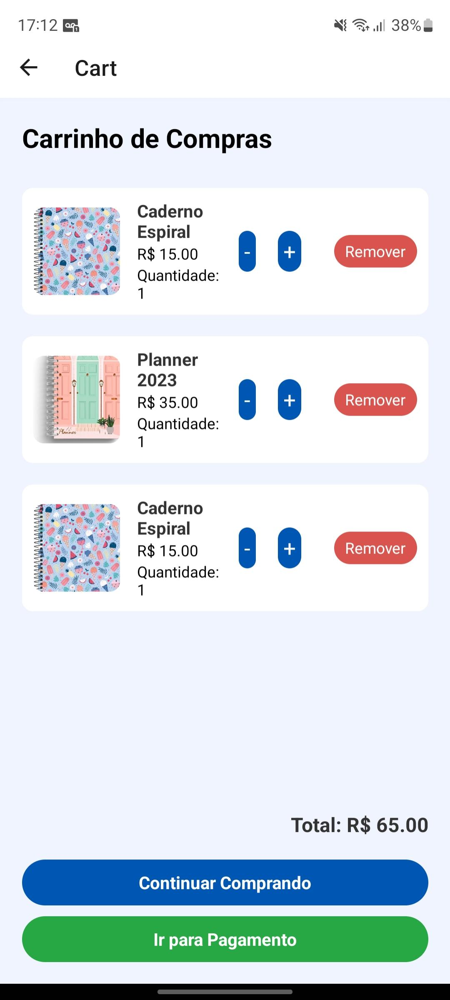 17:12
38%
Cart
Carrinho de Compras
Caderno
Espiral
R$ 15.00
Quantidade:
1
-
+
Remover
Planner
Planner
2023
R$ 35.00
Quantidade:
1
-
+
Remover
Caderno
Espiral
R$ 15.00
Quantidade:
1
-
+
Remover
Total: R$ 65.00
Continuar Comprando
Ir para Pagamento